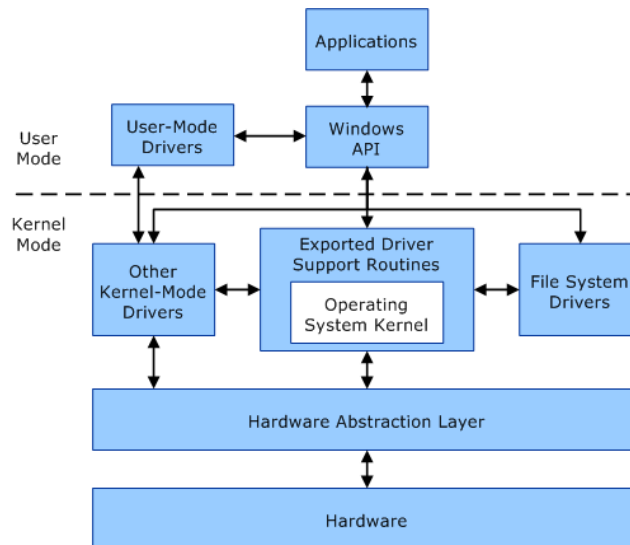 Applications
User-Mode
Drivers
Windows
API
User
Mode
Kernel
Mode
Other
Kernel-Mode
Drivers
Exported Driver
Support Routines
Operating
System Kernel
File System
Drivers
Hardware Abstraction Layer
Hardware